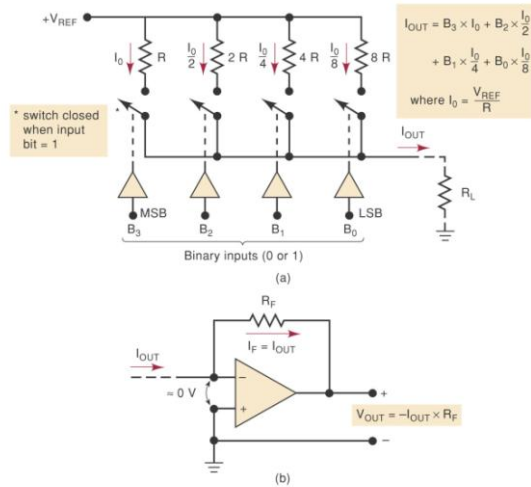 +V_REF
I_0 R I_0/2 2 R I_0/4 4 R I_0/8 8 R
I_OUT = B_3 × I_0 + B_2 × I_0/2
+ B_1 × I_0/4 + B_0 × I_0/8
where I_0 = V_REF/R
* switch closed
when input
bit = 1
*
I_OUT
R_L
MSB LSB
B_3 B_2 B_1 B_0
Binary inputs (0 or 1)
(a)
R_F
I_F = I_OUT
I_OUT
−
≈ 0 V
+
+
V_OUT = −I_OUT × R_F
−
(b)